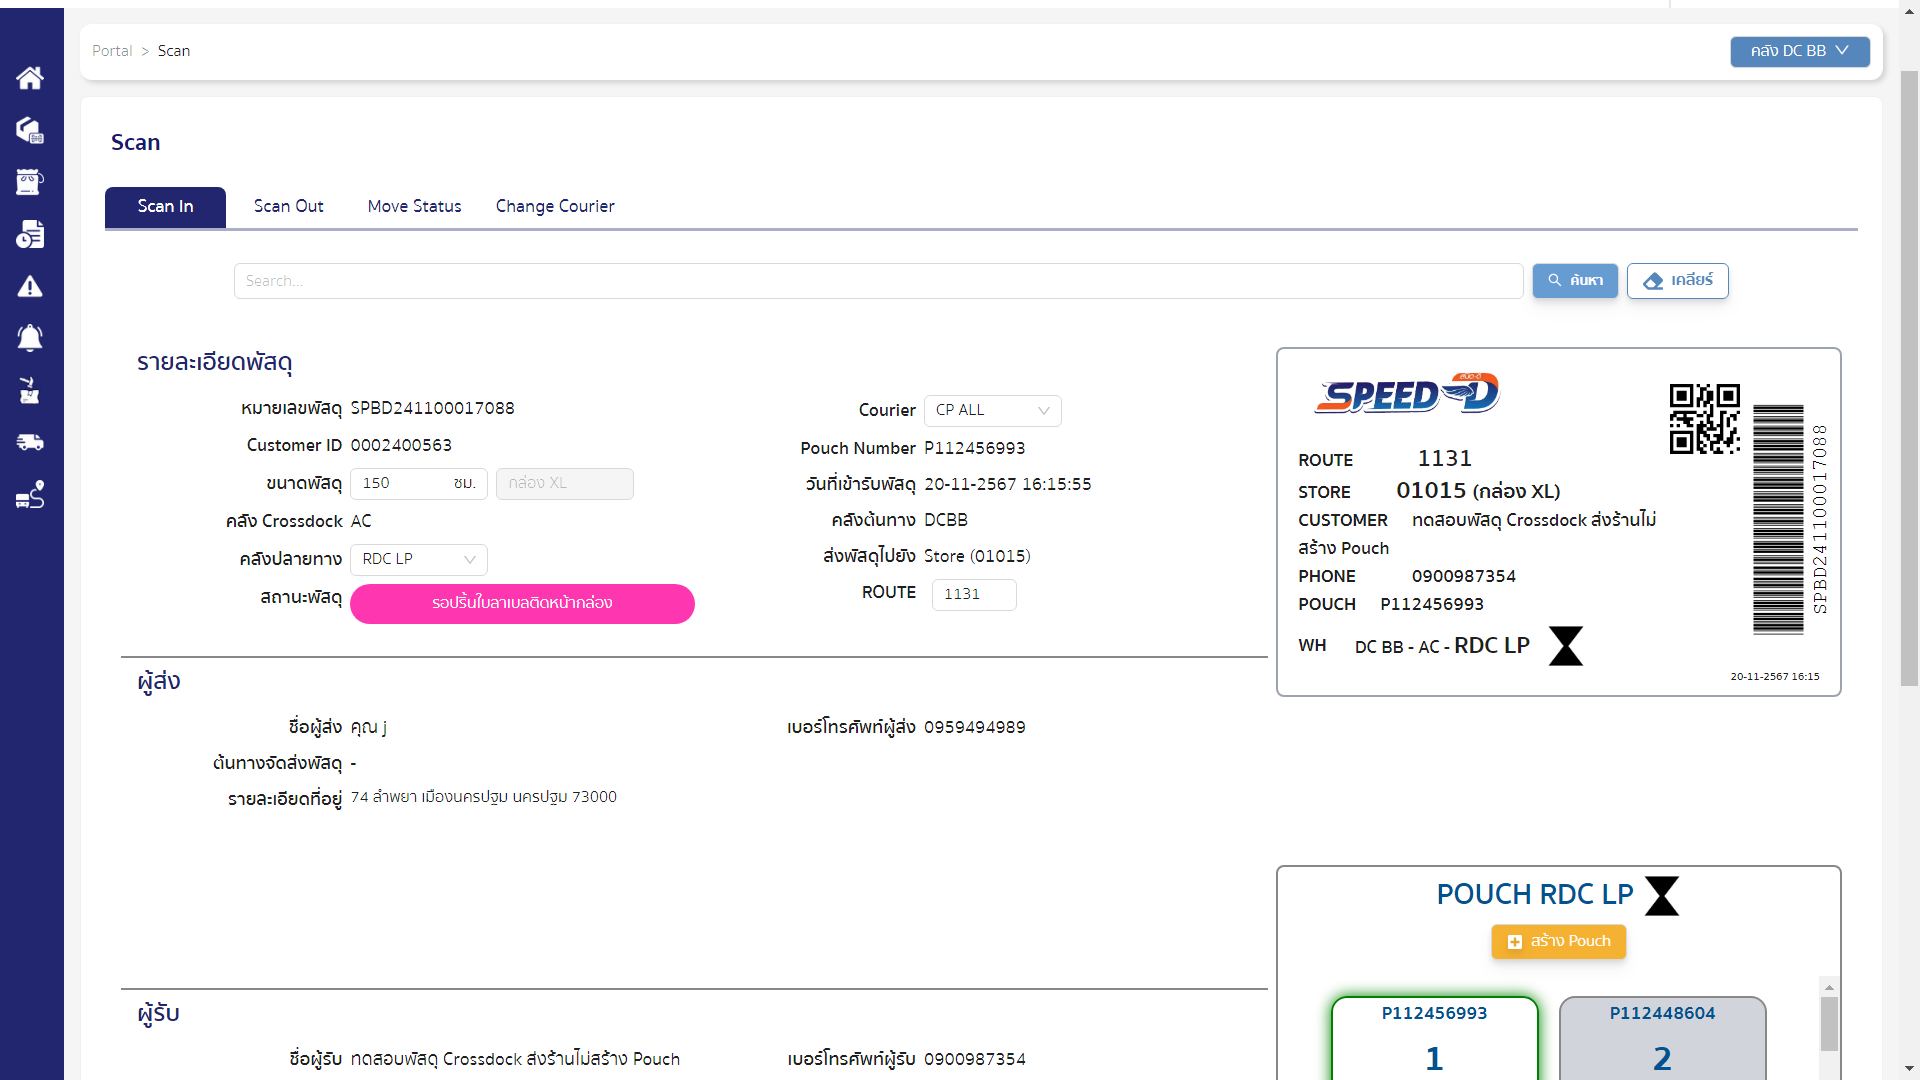 Portal > Scan
คลัง DC BB
Scan
Scan In
Scan Out
Move Status
Change Courier
Search...
ค้นหา
เคลียร์
รายละเอียดพัสดุ
หมายเลขพัสดุ SPBD241100017088
Customer ID 0002400563
ขนาดพัสดุ 150 ซม. กล่อง XL
คลัง Crossdock AC
คลังปลายทาง RDC LP
สถานะพัสดุ รอปริ้นใบลาเบลติดหน้ากล่อง
Courier CP ALL
Pouch Number P112456993
วันที่เข้ารับพัสดุ 20-11-2567 16:15:55
คลังต้นทาง DCBB
ส่งพัสดุไปยัง Store (01015)
ROUTE 1131
สปีด-ดี
SPEED D
ROUTE 1131
STORE 01015 (กล่อง XL)
CUSTOMER ทดสอบพัสดุ Crossdock ส่งร้านไม่
สร้าง Pouch
PHONE 0900987354
POUCH P112456993
WH DC BB - AC - RDC LP
SPBD241100017088
20-11-2567 16:15
ผู้ส่ง
ชื่อผู้ส่ง คุณ j
เบอร์โทรศัพท์ผู้ส่ง 0959494989
ต้นทางจัดส่งพัสดุ -
รายละเอียดที่อยู่ 74 ลำพยา เมืองนครปฐม นครปฐม 73000
POUCH RDC LP
สร้าง Pouch
P112456993
1
P112448604
2
ผู้รับ
ชื่อผู้รับ ทดสอบพัสดุ Crossdock ส่งร้านไม่สร้าง Pouch
เบอร์โทรศัพท์ผู้รับ 0900987354